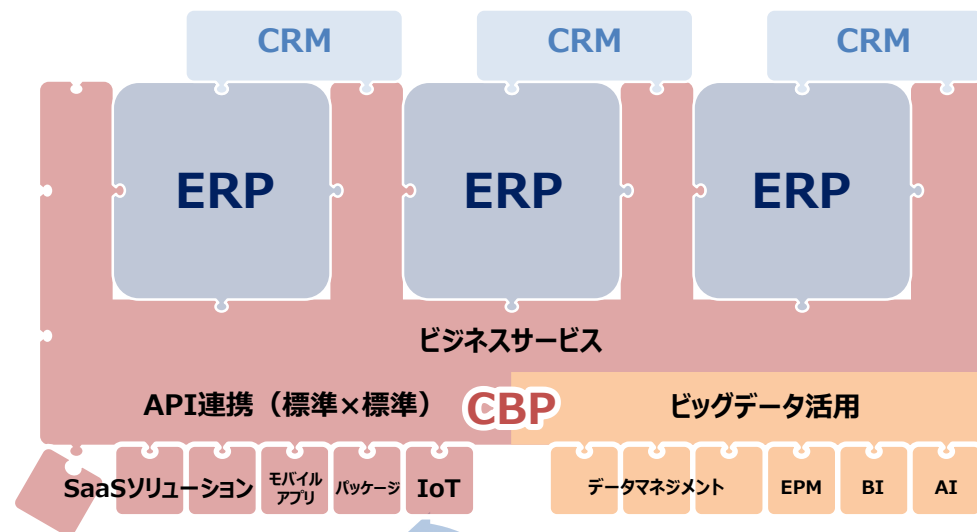 CRM
CRM
CRM
ERP
ERP
ERP
ビジネスサービス
API連携（標準×標準）
CBP
ビッグデータ活用
SaaSソリューション
モバイル
アプリ
パッケージ
IoT
データマネジメント
EPM
BI
AI